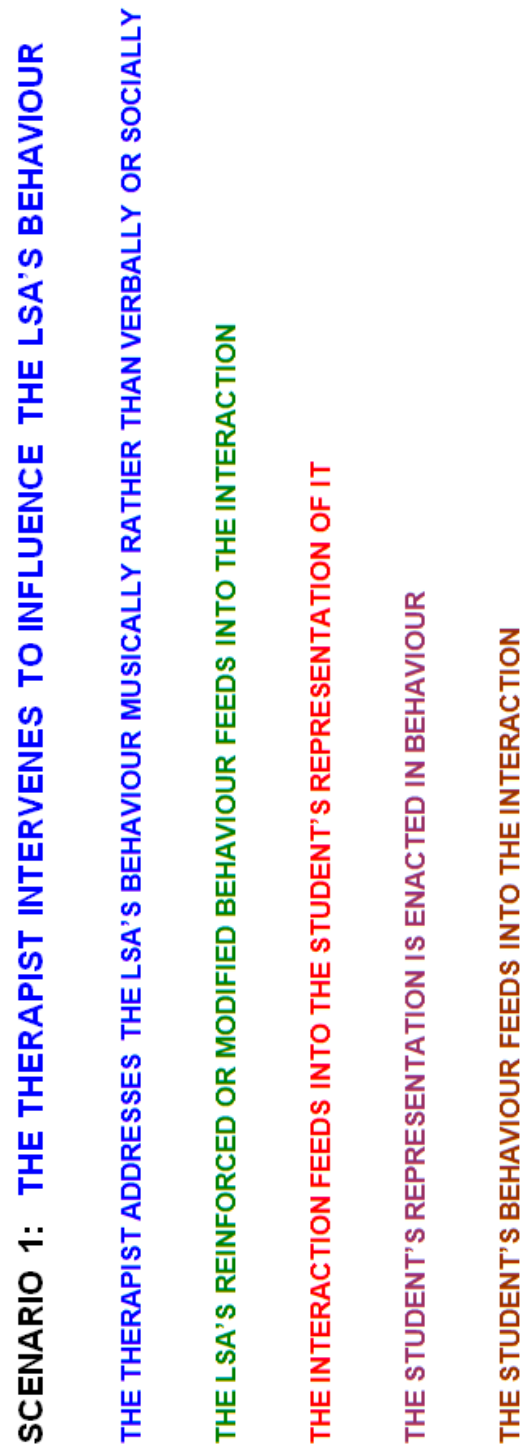 SCENARIO 1: THE THERAPIST INTERVENES TO INFLUENCE THE LSA'S BEHAVIOUR
THE THERAPIST ADDRESSES THE LSA'S BEHAVIOUR MUSICALLY RATHER THAN VERBALLY OR SOCIALLY
THE LSA'S REINFORCED OR MODIFIED BEHAVIOUR FEEDS INTO THE INTERACTION
THE INTERACTION FEEDS INTO THE STUDENT'S REPRESENTATION OF IT
THE STUDENT'S REPRESENTATION IS ENACTED IN BEHAVIOUR
THE STUDENT'S BEHAVIOUR FEEDS INTO THE INTERACTION